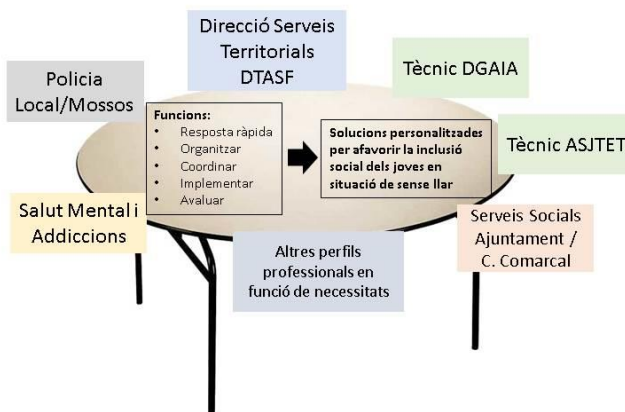 Direcció Serveis
Territorials
DTASF
Tècnic DGAIA
Policia
Local/Mossos
Funcions:
• Resposta ràpida
• Organitzar
• Coordinar
• Implementar
• Avaluar
Solucions personalitzades
per afavorir la inclusió
social dels joves en
situació de sense llar
Tècnic ASJTET
Salut Mental i
Addiccions
Serveis Socials
Ajuntament /
C. Comarcal
Altres perfils
professionals en
funció de necessitats